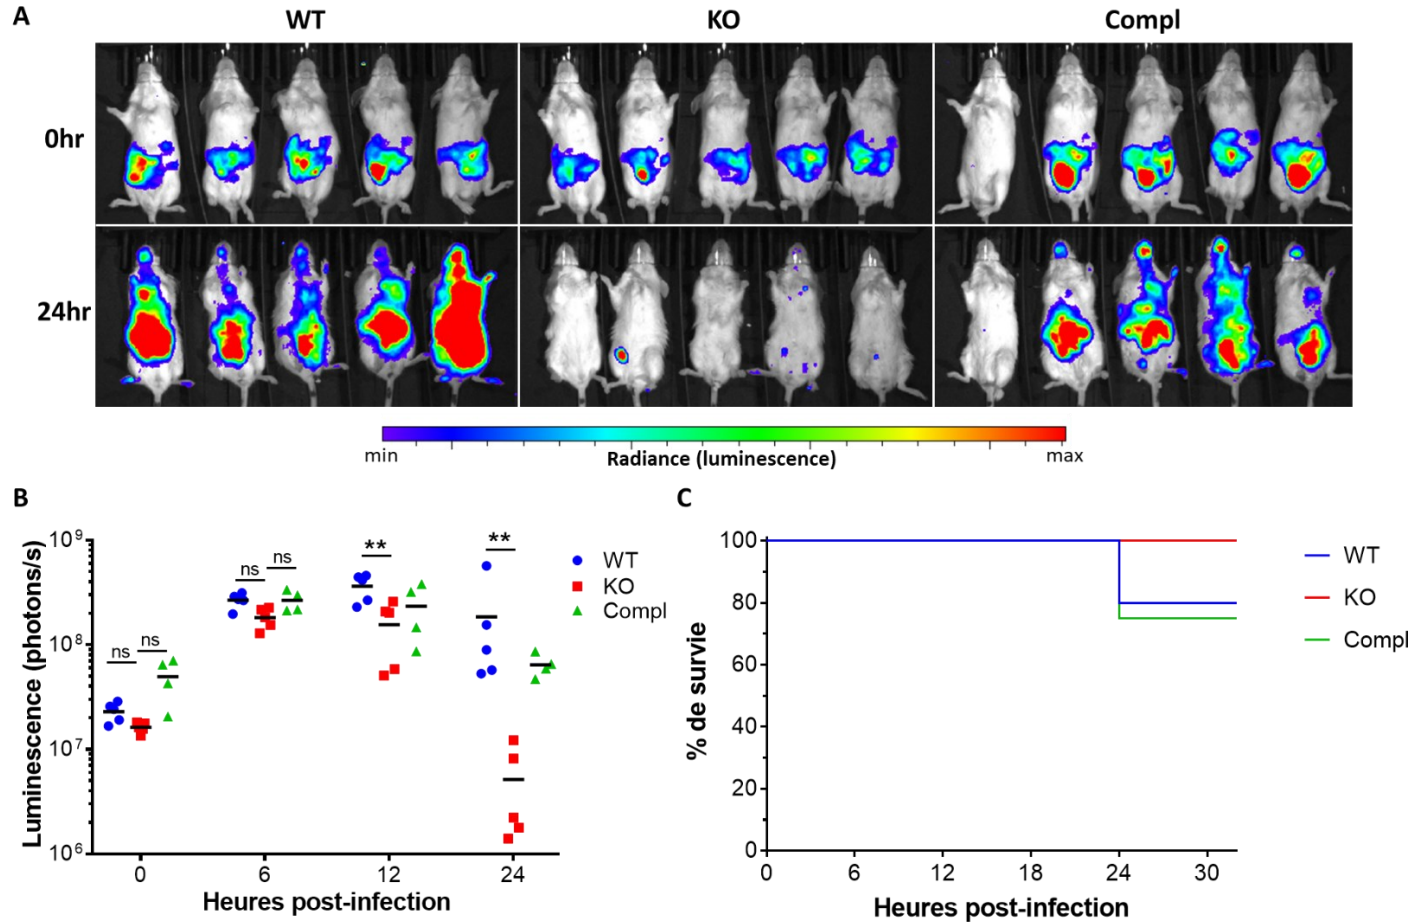 A
WT
KO
Compl
0hr
24hr
min
Radiance (luminescence)
max
B
Luminescence (photons/s)
10⁹
10⁸
10⁷
10⁶
ns
ns
ns
ns
**
**
WT
KO
Compl
0
6
12
24
Heures post-infection
C
% de survie
100
80
60
40
20
0
WT
KO
Compl
0
6
12
18
24
30
Heures post-infection